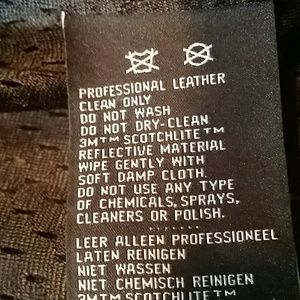 PROFESSIONAL LEATHER
CLEAN ONLY
DO NOT WASH
DO NOT DRY-CLEAN
3M™ SCOTCHLITE™
REFLECTIVE MATERIAL
WIPE GENTLY WITH
SOFT DAMP CLOTH.
DO NOT USE ANY TYPE
OF CHEMICALS, SPRAYS,
CLEANERS OR POLISH.
.......
LEER ALLEEN PROFESSIONEEL
LATEN REINIGEN
NIET WASSEN
NIET CHEMISCH REINIGEN
3M™ SCOTCHLITE™